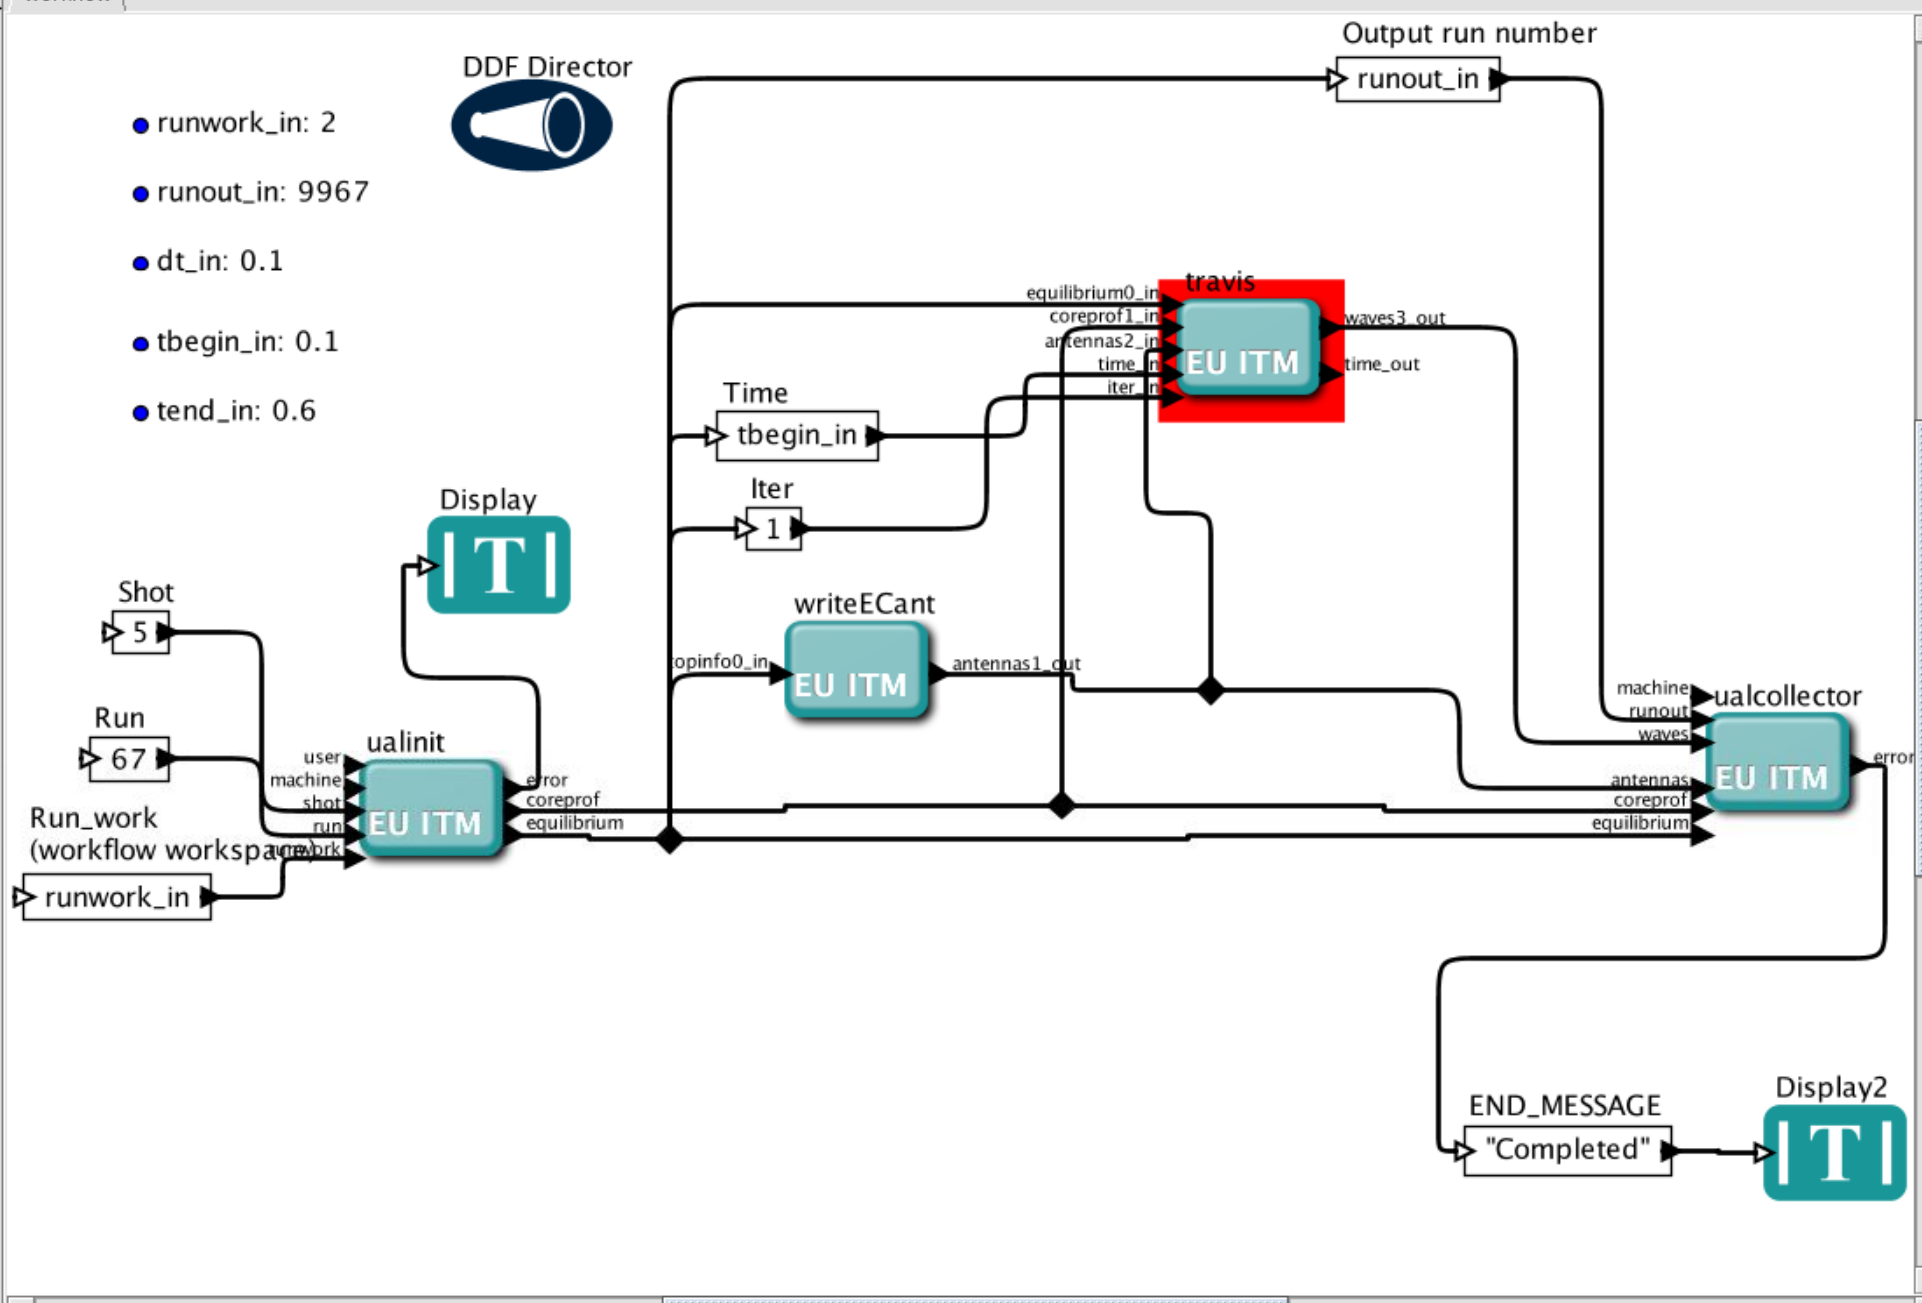 Output run number
runout_in
DDF Director
runwork_in: 2
runout_in: 9967
dt_in: 0.1
tbegin_in: 0.1
tend_in: 0.6
travis
equilibrium0_in
coreprof1_in
antennas2_in
time_in
iter_in
EU ITM
waves3_out
time_out
Time
tbegin_in
Iter
1
Display
T
Shot
5
writeECant
topinfo0_in
EU ITM
antennas1_out
Run
67
ualinit
user
machine
shot
run
EU ITM
error
coreprof
equilibrium
Run_work
(workflow workspace)
runwork
runwork_in
machine
runout
waves
antennas
coreprof
equilibrium
ualcollector
EU ITM
error
END_MESSAGE
"Completed"
Display2
T